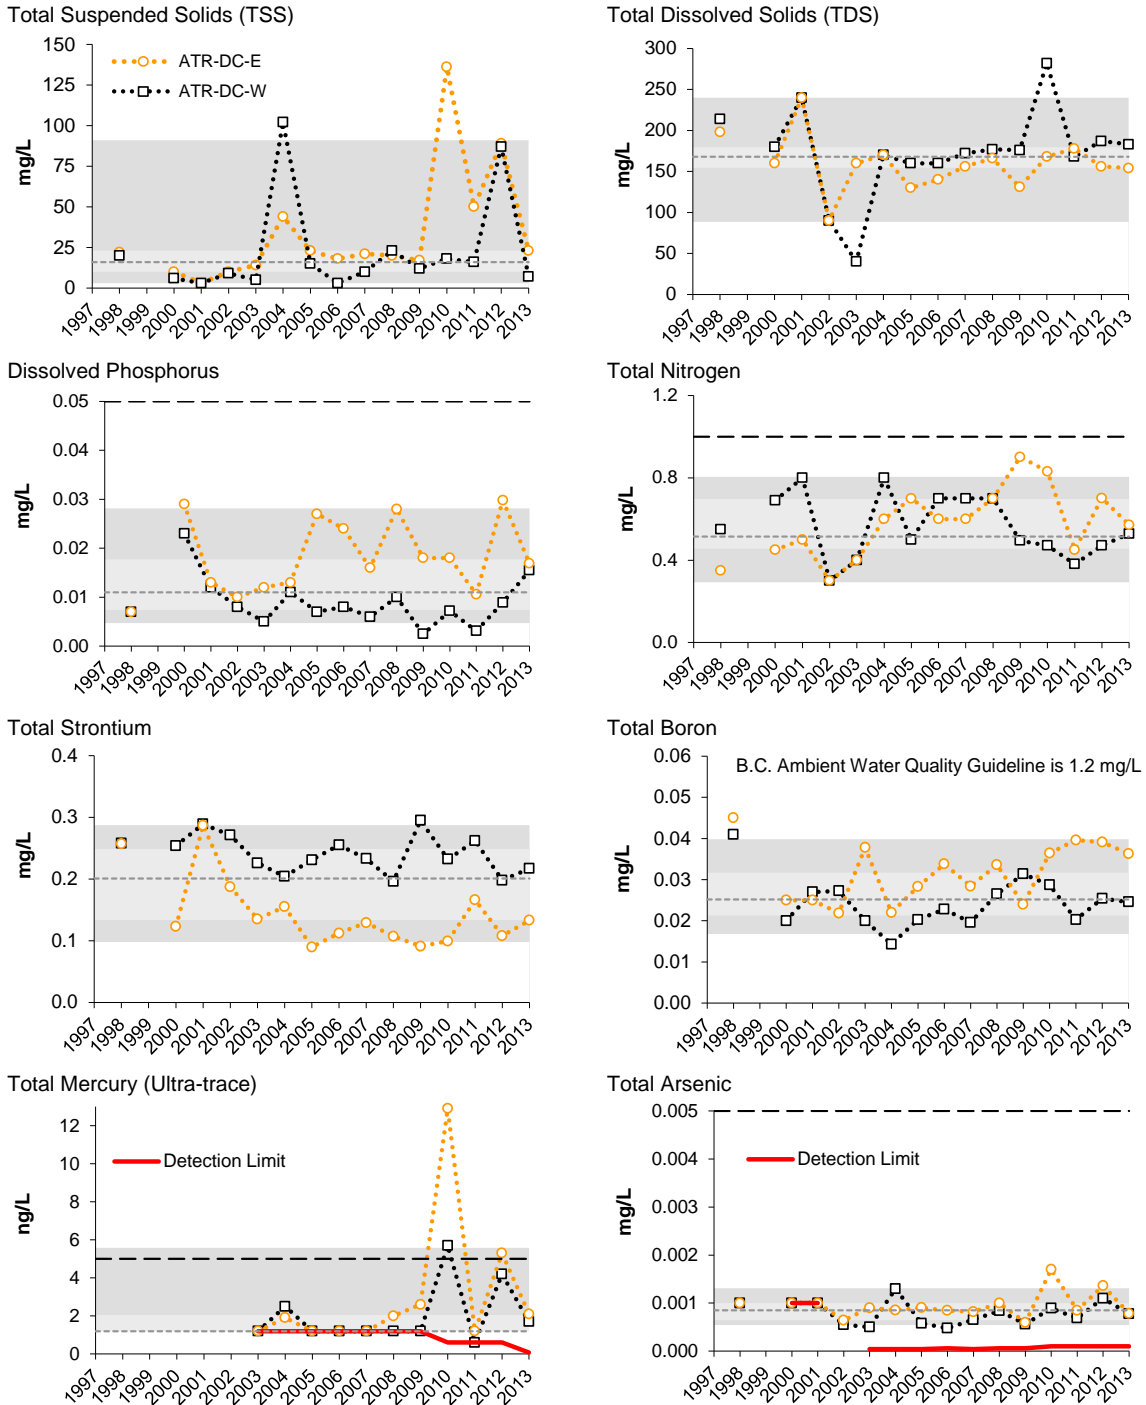 Total Suspended Solids (TSS)
Total Dissolved Solids (TDS)
mg/L
150
125
100
75
50
25
0
ATR-DC-E
ATR-DC-W
1997 1998 1999 2000 2001 2002 2003 2004 2005 2006 2007 2008 2009 2010 2011 2012 2013
mg/L
300
250
200
150
100
50
0
1997 1998 1999 2000 2001 2002 2003 2004 2005 2006 2007 2008 2009 2010 2011 2012 2013
Dissolved Phosphorus
Total Nitrogen
mg/L
0.05
0.04
0.03
0.02
0.01
0.00
1997 1998 1999 2000 2001 2002 2003 2004 2005 2006 2007 2008 2009 2010 2011 2012 2013
mg/L
1.2
0.8
0.4
0.0
1997 1998 1999 2000 2001 2002 2003 2004 2005 2006 2007 2008 2009 2010 2011 2012 2013
Total Strontium
Total Boron
mg/L
0.4
0.3
0.2
0.1
0.0
1997 1998 1999 2000 2001 2002 2003 2004 2005 2006 2007 2008 2009 2010 2011 2012 2013
mg/L
0.06
0.05
0.04
0.03
0.02
0.01
0.00
B.C. Ambient Water Quality Guideline is 1.2 mg/L
1997 1998 1999 2000 2001 2002 2003 2004 2005 2006 2007 2008 2009 2010 2011 2012 2013
Total Mercury (Ultra-trace)
Total Arsenic
ng/L
12
10
8
6
4
2
0
Detection Limit
1997 1998 1999 2000 2001 2002 2003 2004 2005 2006 2007 2008 2009 2010 2011 2012 2013
mg/L
0.005
0.004
0.003
0.002
0.001
0.000
Detection Limit
1997 1998 1999 2000 2001 2002 2003 2004 2005 2006 2007 2008 2009 2010 2011 2012 2013